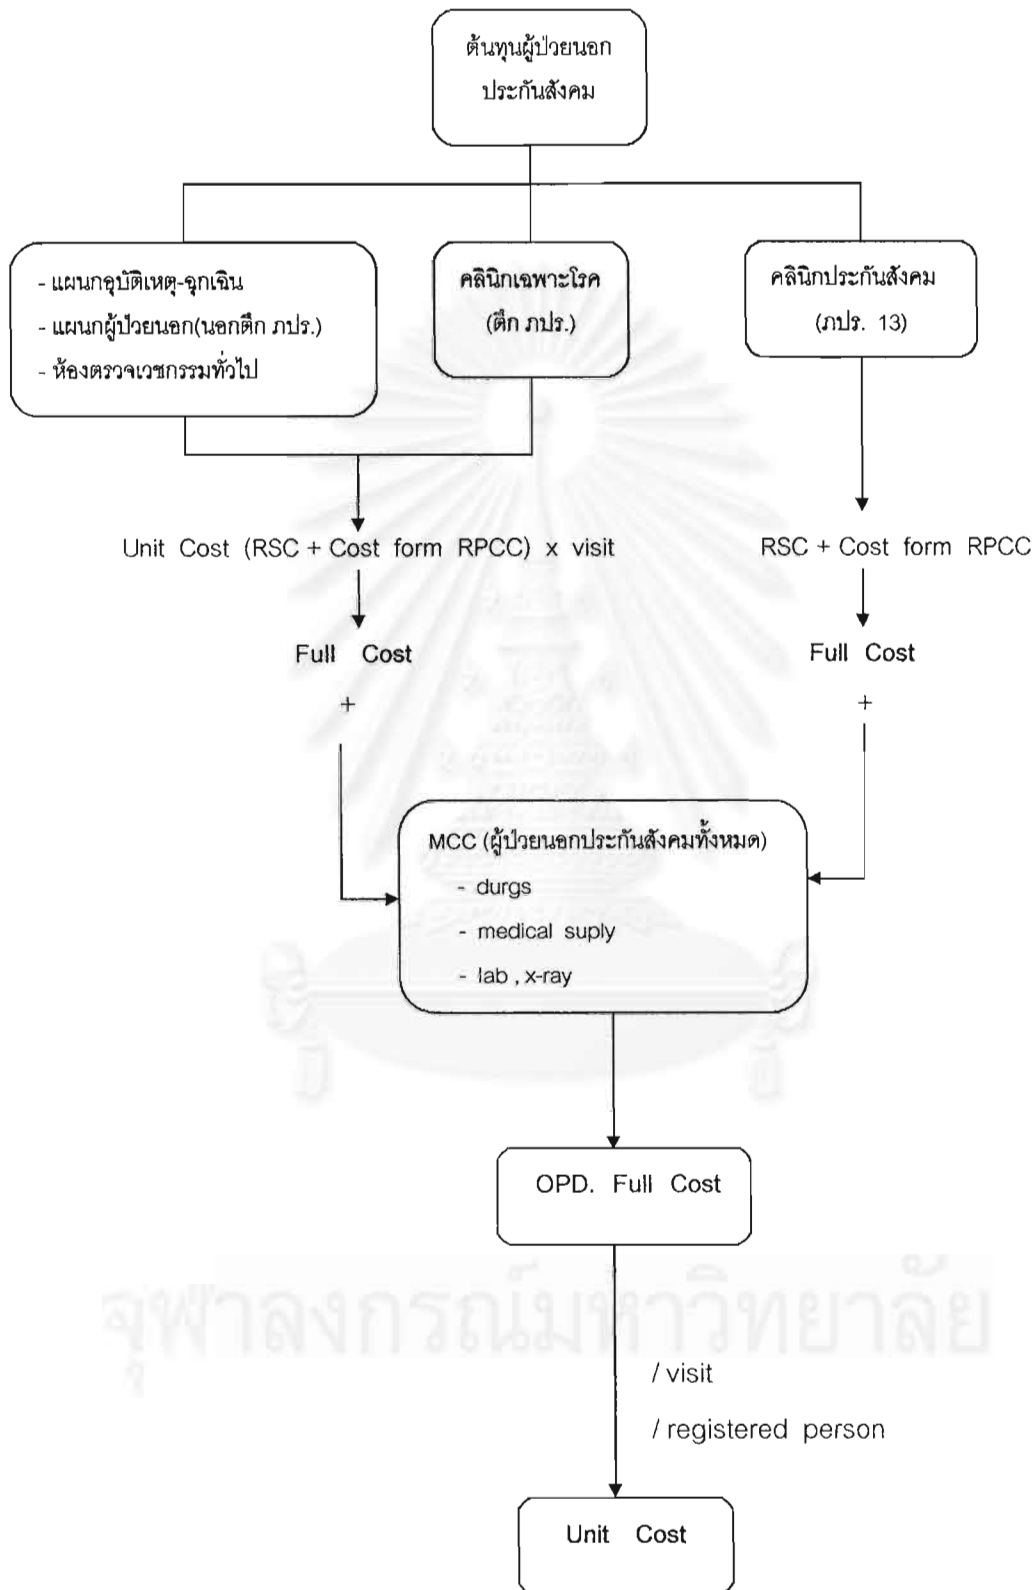 ต้นทุนผู้ป่วยนอก
ประกันสังคม
- แผนกอุบัติเหตุ-ฉุกเฉิน
- แผนกผู้ป่วยนอก(นอกตึก ภปร.)
- ห้องตรวจเวชกรรมทั่วไป
คลินิกเฉพาะโรค
(ตึก ภปร.)
คลินิกประกันสังคม
(ภปร. 13)
Unit Cost (RSC + Cost form RPCC) x visit
RSC + Cost form RPCC
Full Cost
Full Cost
+
+
MCC (ผู้ป่วยนอกประกันสังคมทั้งหมด)
- durgs
- medical suply
- lab , x-ray
OPD. Full Cost
จุฬาลงกรณ์มหาวิทยาลัย
/ visit
/ registered person
Unit Cost